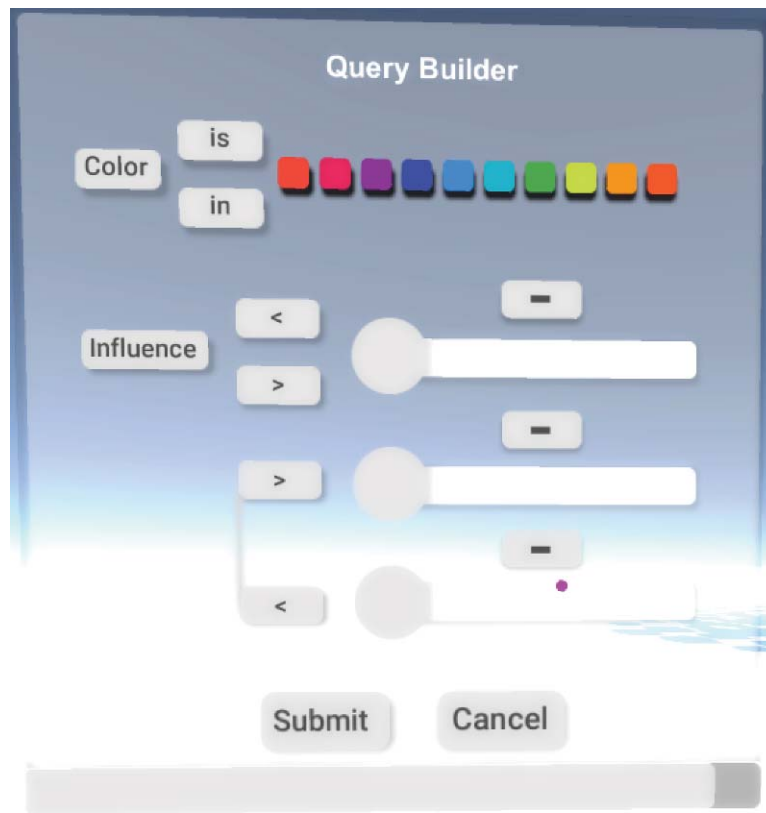 Query Builder
is
Color
in
-
<
Influence
>
-
>
-
<
Submit Cancel